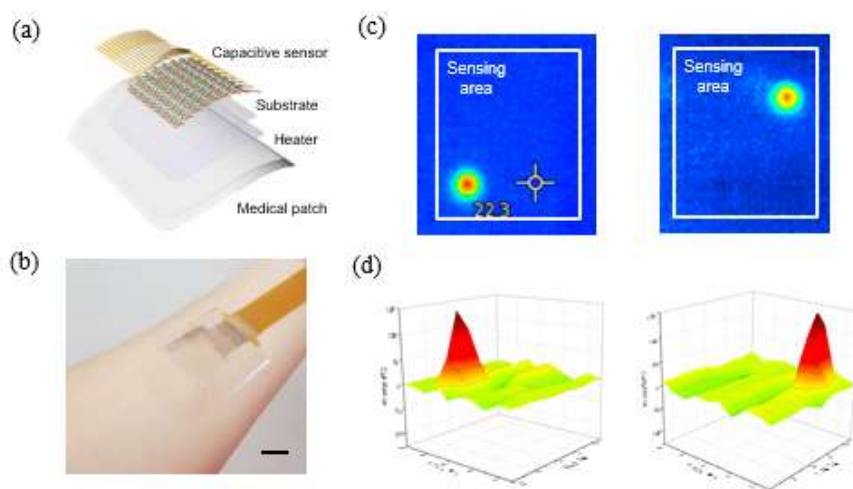 (a)
Capacitive sensor
Substrate
Heater
Medical patch
(b)
(c)
Sensing
area
22.3
Sensing
area
(d)